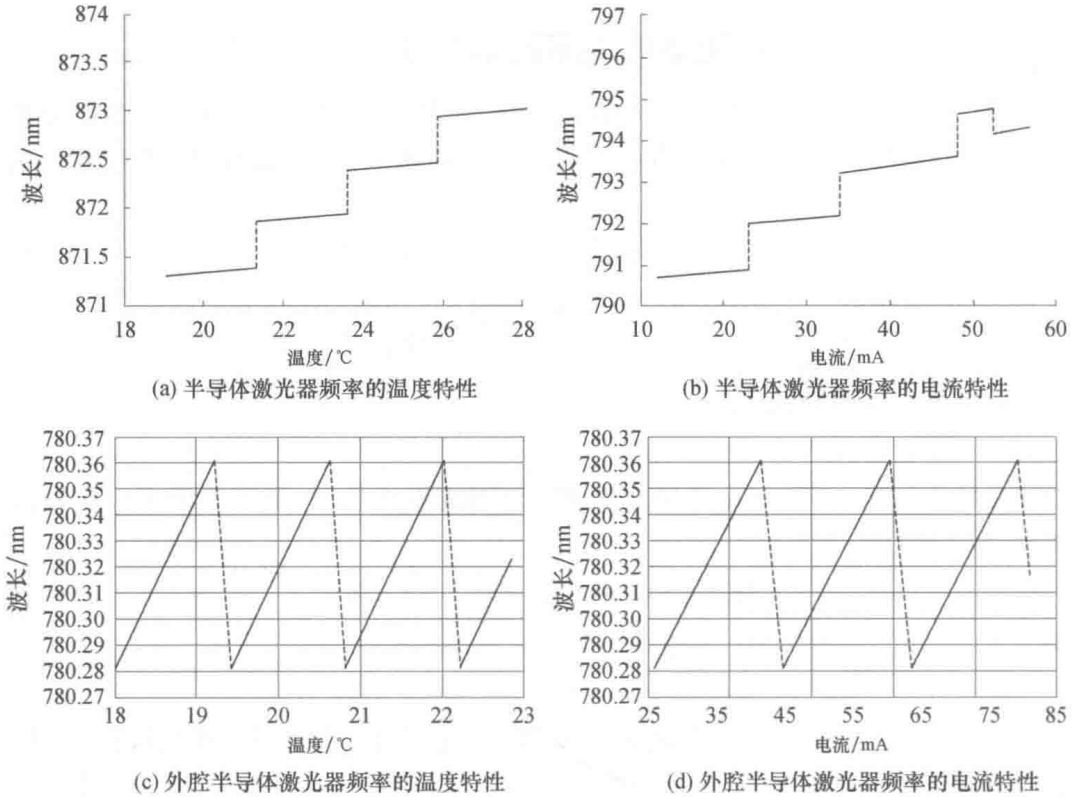 874
873.5
873
872.5
872
871.5
871
波长/nm
18 20 22 24 26 28
温度/℃
(a) 半导体激光器频率的温度特性
797
796
795
794
793
792
791
790
波长/nm
10 20 30 40 50 60
电流/mA
(b) 半导体激光器频率的电流特性
780.37
780.36
780.35
780.34
780.33
780.32
780.31
780.30
780.29
780.28
780.27
波长/nm
18 19 20 21 22 23
温度/℃
(c) 外腔半导体激光器频率的温度特性
780.37
780.36
780.35
780.34
780.33
780.32
780.31
780.30
780.29
780.28
780.27
波长/nm
25 35 45 55 65 75 85
电流/mA
(d) 外腔半导体激光器频率的电流特性